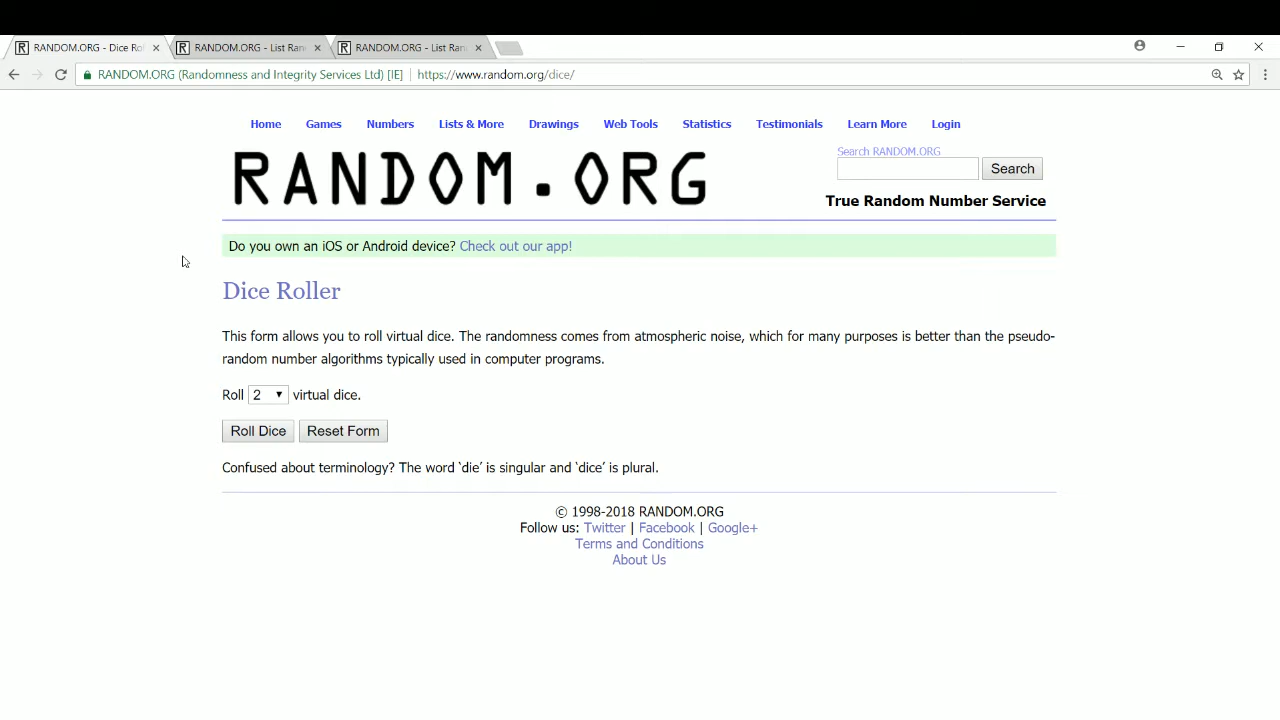 RANDOM.ORG - Dice Rol
RANDOM.ORG - List Ran
RANDOM.ORG - List Ran
RANDOM.ORG (Randomness and Integrity Services Ltd) [IE] https://www.random.org/dice/
Home Games Numbers Lists & More Drawings Web Tools Statistics Testimonials Learn More Login
RANDOM.ORG
Search RANDOM.ORG
Search
True Random Number Service
Do you own an iOS or Android device? Check out our app!
Dice Roller
This form allows you to roll virtual dice. The randomness comes from atmospheric noise, which for many purposes is better than the pseudo-
random number algorithms typically used in computer programs.
Roll 2 virtual dice.
Roll Dice Reset Form
Confused about terminology? The word ‘die’ is singular and ‘dice’ is plural.
© 1998-2018 RANDOM.ORG
Follow us: Twitter | Facebook | Google+
Terms and Conditions
About Us